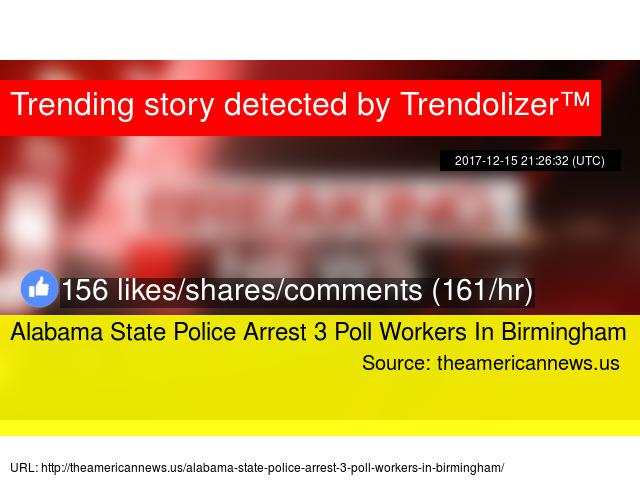 Trending story detected by Trendolizer™
2017-12-15 21:26:32 (UTC)
BREAKING
NEWS
156 likes/shares/comments (161/hr)
Alabama State Police Arrest 3 Poll Workers In Birmingham
Source: theamericannews.us
URL: http://theamericannews.us/alabama-state-police-arrest-3-poll-workers-in-birmingham/